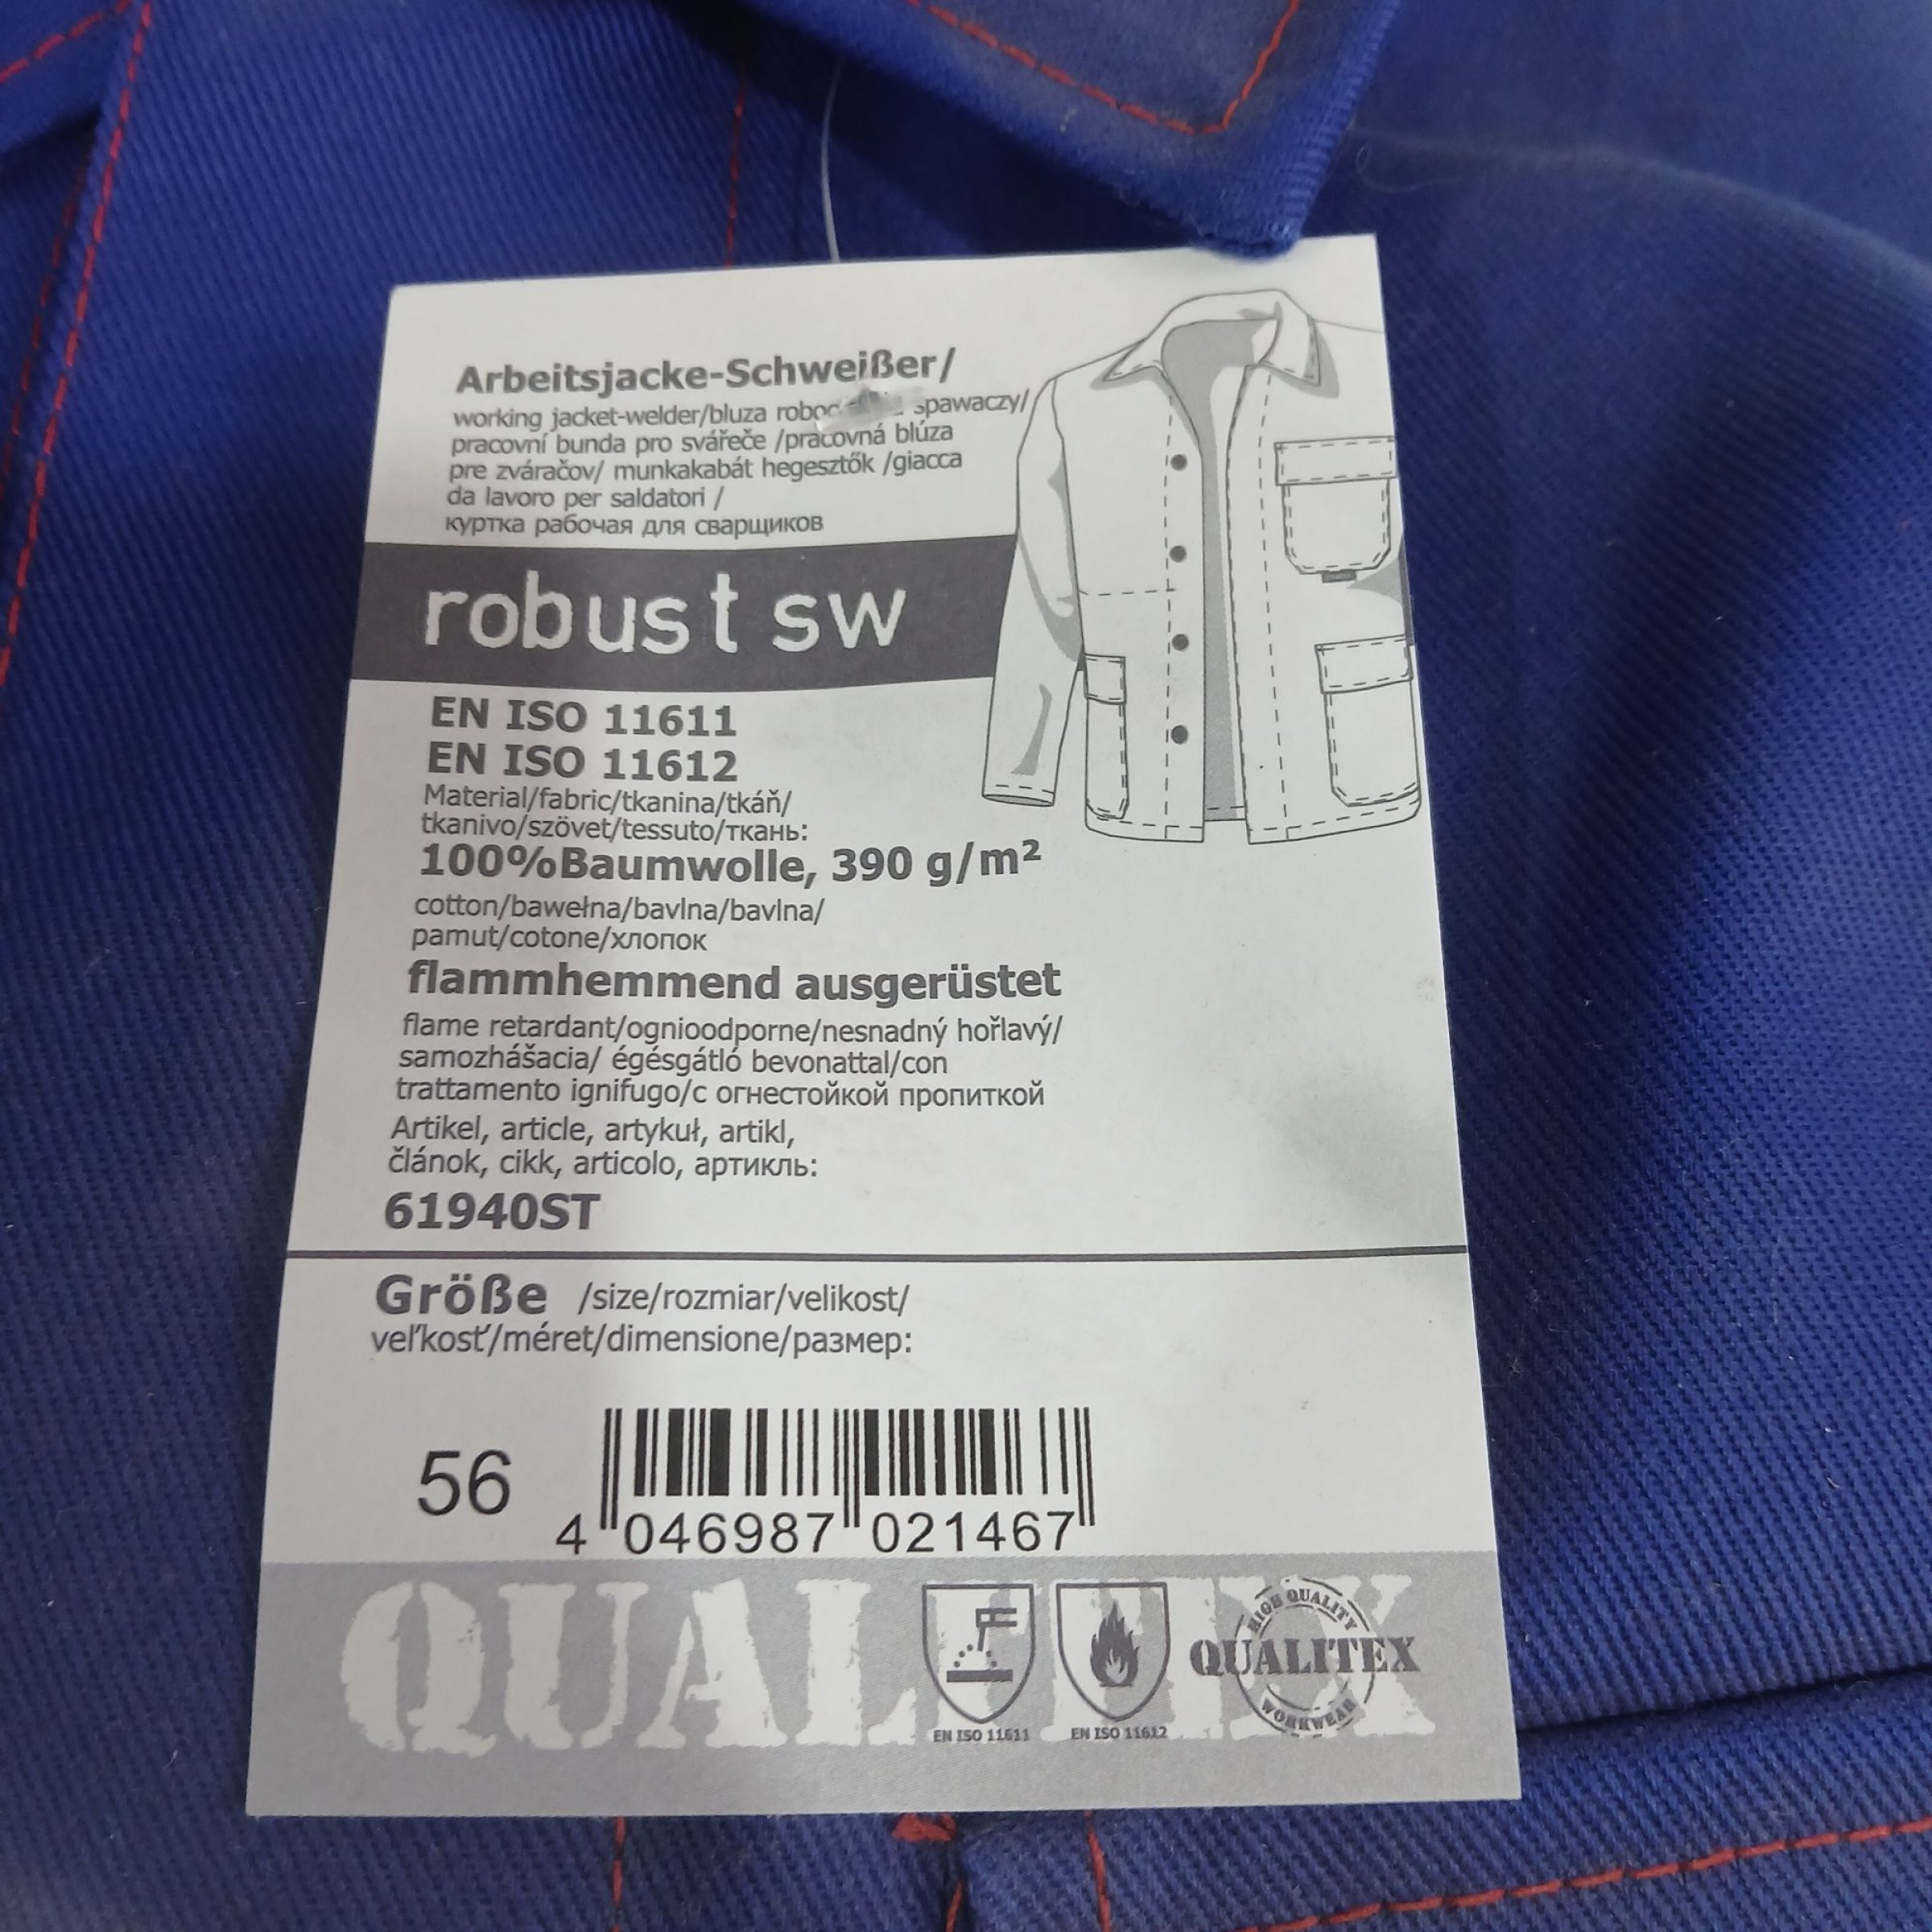 Arbeitsjacke-Schweißer/
working jacket-welder/bluza spawaczy/
pracovní bunda pro svářeče /pracovná blúza
pre zváračov/ munkakabát hegesztők /giacca
da lavoro per saldatori /
куртка рабочая для сварщиков
robust sw
EN ISO 11611
EN ISO 11612
Material/fabric/tkanina/tkáň/
tkanivo/szövet/tessuto/ткань:
100%Baumwolle, 390 g/m²
cotton/bawełna/bavlna/bavlna/
pamut/cotone/хлопок
flammhemmend ausgerüstet
flame retardant/ognioodporne/nesnadný hořlavý/
samozhášacia/ égésgátló bevonattal/con
trattamento ignifugo/с огнестойкой пропиткой
Artikel, article, artykuł, artikl,
článok, cikk, articolo, артикль:
61940ST
Größe /size/rozmiar/velikost/
veľkosť/méret/dimensione/размер:
56
4 046987 021467
QUALITEX
EN ISO 11611
EN ISO 11612
HIGH QUALITY
QUALITEX
WORKWEAR